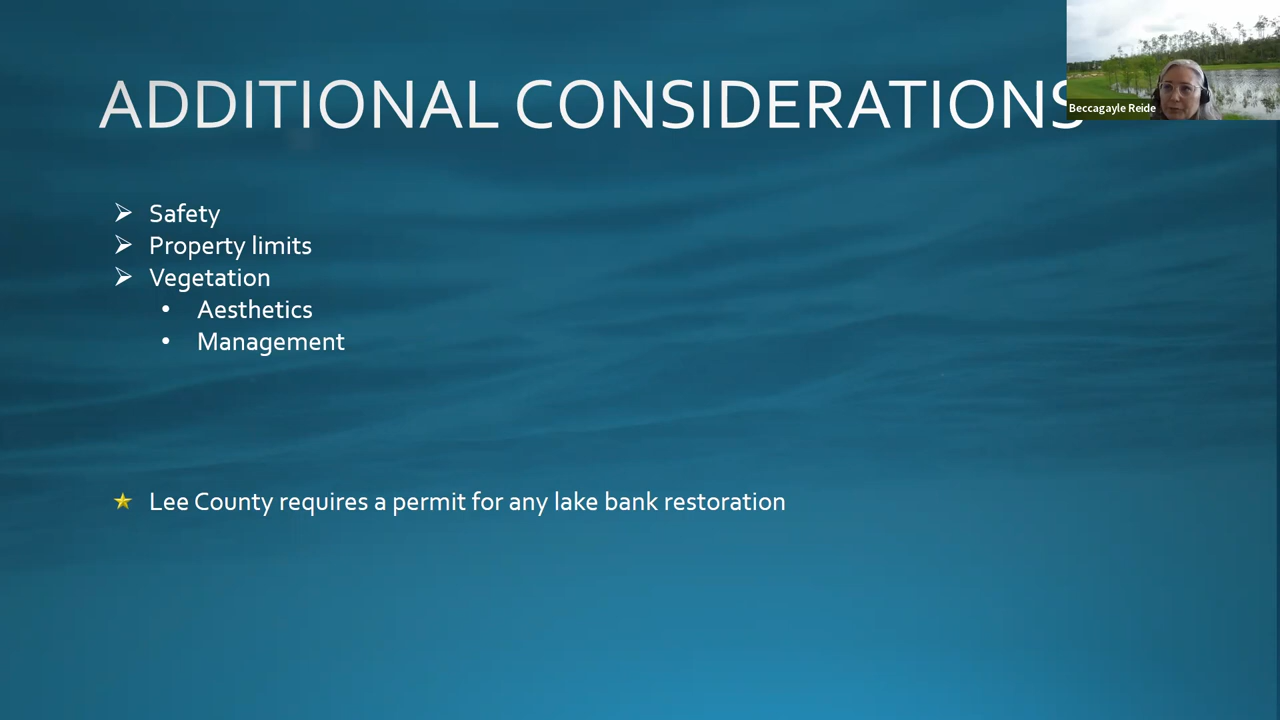 ADDITIONAL CONSIDERATIONS
Beccagayle Reide
Safety
Property limits
Vegetation
Aesthetics
Management
Lee County requires a permit for any lake bank restoration